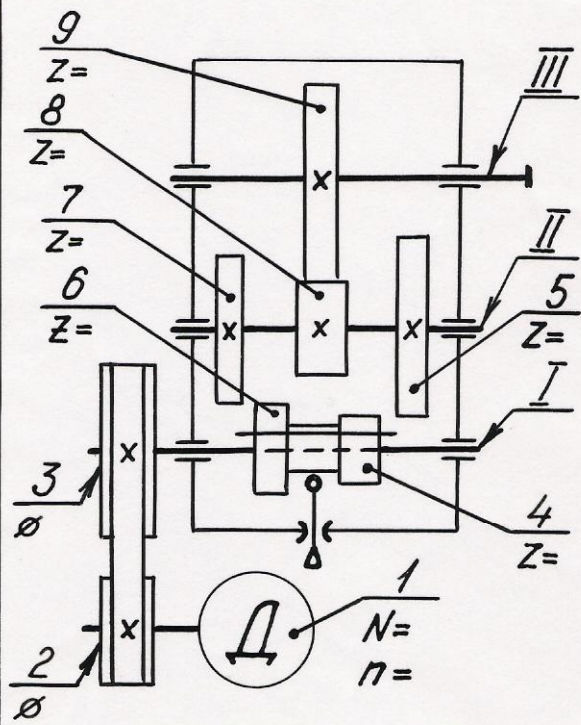 9
Z=
III
8
Z=
7
Z=
II
6
Z=
5
Z=
I
3
ø
4
Z=
Д
1
N=
n=
2
ø